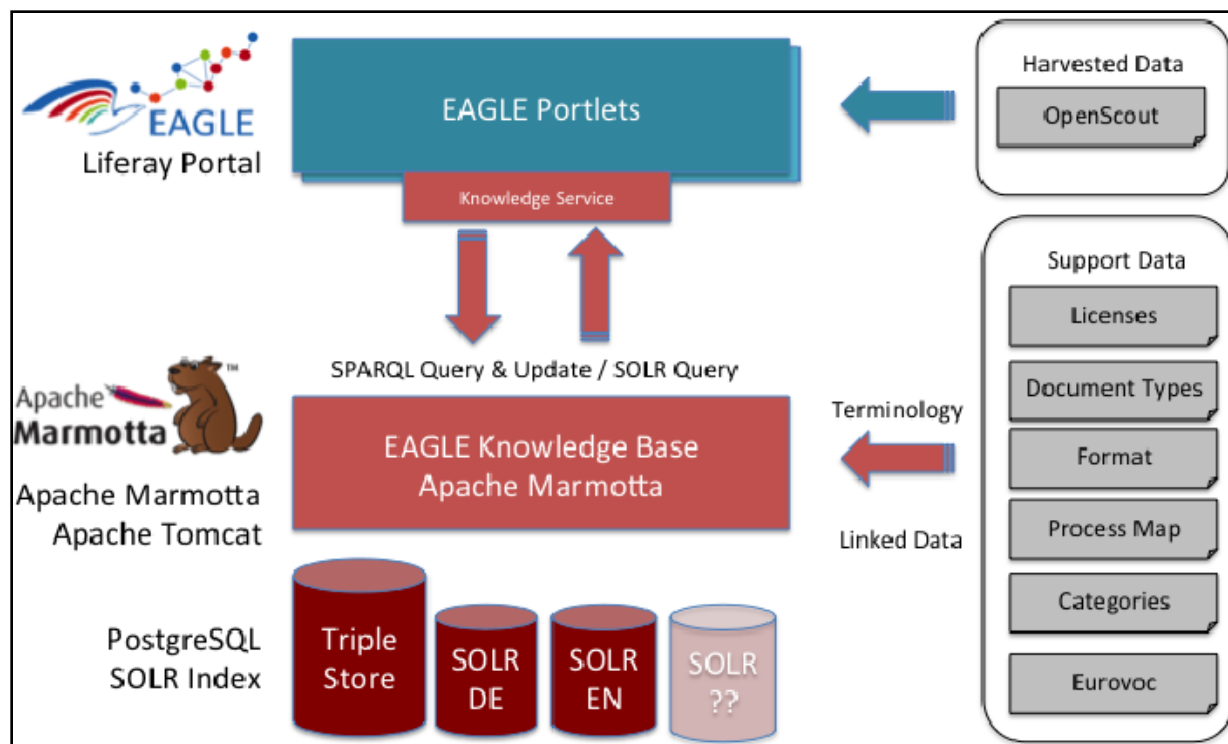 EAGLE
Liferay Portal
EAGLE Portlets
Knowledge Service
Harvested Data
OpenScout
SPARQL Query & Update / SOLR Query
Apache
Marmotta
TM
Apache Marmotta
Apache Tomcat
EAGLE Knowledge Base
Apache Marmotta
Terminology
Linked Data
Support Data
Licenses
Document Types
Format
Process Map
Categories
Eurovoc
PostgreSQL
SOLR Index
Triple
Store
SOLR
DE
SOLR
EN
SOLR
??